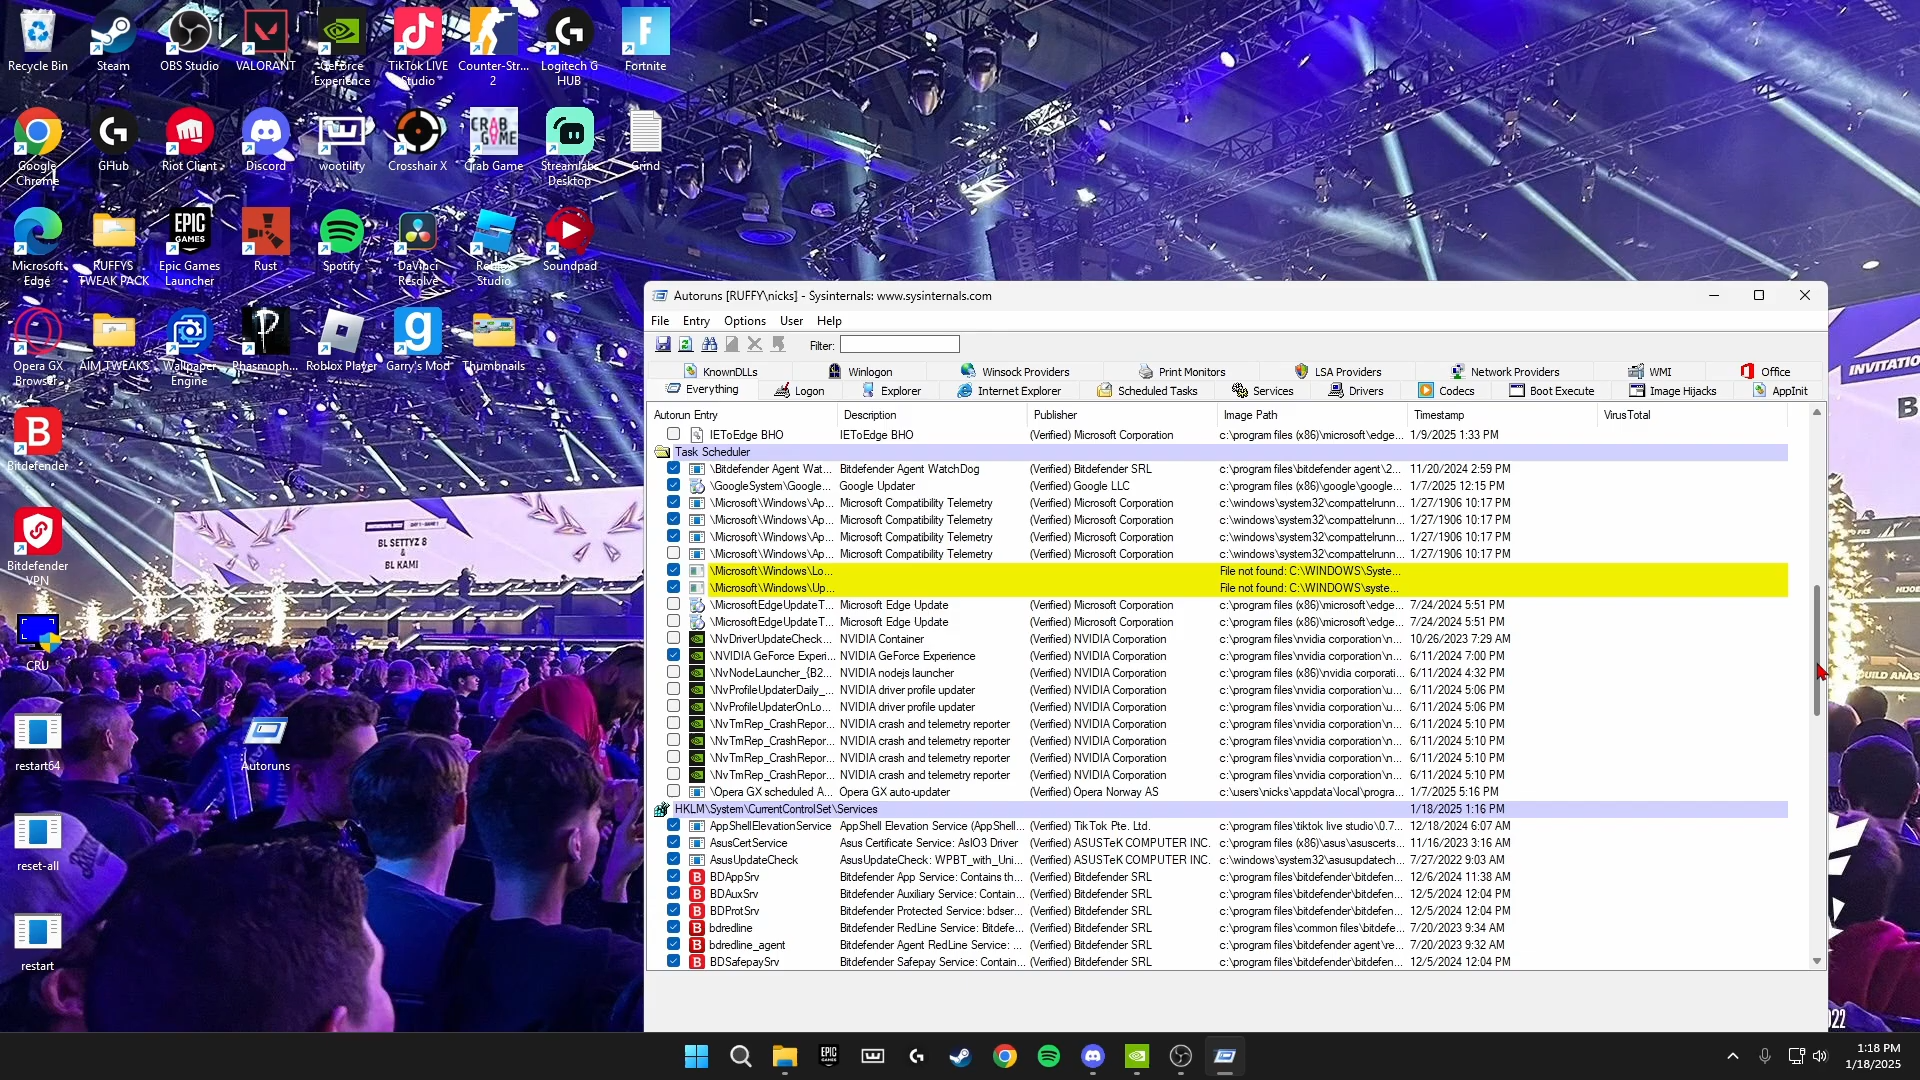 Recycle Bin
Steam
OBS Studio
VALORANT
GeForce Experience
TikTok LIVE Studio
Counter-Str... 2
Logitech G HUB
Fortnite
Google Chrome
GHub
Riot Client
Discord
wootility
Crosshair X
Crab Game
Streamlabs Desktop
Grind
Microsoft Edge
RUFFYS TWEAK PACK
Epic Games Launcher
Rust
Spotify
DaVinci Resolve
Roblox Studio
Soundpad
Opera GX Browser
AIM TWEAKS
Wallpaper Engine
Phasmoph...
Roblox Player
Garry's Mod
Thumbnails
Bitdefender
Bitdefender VPN
CRU
restart64
Autoruns
reset-all
restart
BL SETTYZ 8
&
BL KAMI
Autoruns [RUFFY\nicks] - Sysinternals: www.sysinternals.com
File Entry Options User Help
Filter:
KnownDLLs Winlogon Winsock Providers Print Monitors LSA Providers Network Providers WMI Office
Everything Logon Explorer Internet Explorer Scheduled Tasks Services Drivers Codecs Boot Execute Image Hijacks AppInit
Autorun Entry Description Publisher Image Path Timestamp VirusTotal
IEToEdge BHO IEToEdge BHO (Verified) Microsoft Corporation c:\program files (x86)\microsoft\edge... 1/9/2025 1:33 PM
Task Scheduler
\Bitdefender Agent Wat... Bitdefender Agent WatchDog (Verified) Bitdefender SRL c:\program files\bitdefender agent\2... 11/20/2024 2:59 PM
\GoogleSystem\Google... Google Updater (Verified) Google LLC c:\program files (x86)\google\google... 1/7/2025 12:15 PM
\Microsoft\Windows\Ap... Microsoft Compatibility Telemetry (Verified) Microsoft Corporation c:\windows\system32\compattelrunn... 1/27/1906 10:17 PM
\Microsoft\Windows\Ap... Microsoft Compatibility Telemetry (Verified) Microsoft Corporation c:\windows\system32\compattelrunn... 1/27/1906 10:17 PM
\Microsoft\Windows\Ap... Microsoft Compatibility Telemetry (Verified) Microsoft Corporation c:\windows\system32\compattelrunn... 1/27/1906 10:17 PM
\Microsoft\Windows\Ap... Microsoft Compatibility Telemetry (Verified) Microsoft Corporation c:\windows\system32\compattelrunn... 1/27/1906 10:17 PM
\Microsoft\Windows\Lo... File not found: C:\WINDOWS\Syste...
\Microsoft\Windows\Up... File not found: C:\WINDOWS\syste...
\MicrosoftEdgeUpdateT... Microsoft Edge Update (Verified) Microsoft Corporation c:\program files (x86)\microsoft\edge... 7/24/2024 5:51 PM
\MicrosoftEdgeUpdateT... Microsoft Edge Update (Verified) Microsoft Corporation c:\program files (x86)\microsoft\edge... 7/24/2024 5:51 PM
\NvDriverUpdateCheck... NVIDIA Container (Verified) NVIDIA Corporation c:\program files\nvidia corporation\n... 10/26/2023 7:29 AM
\NVIDIA GeForce Experi... NVIDIA GeForce Experience (Verified) NVIDIA Corporation c:\program files\nvidia corporation\n... 6/11/2024 7:00 PM
\NvNodeLauncher_{B2... NVIDIA nodejs launcher (Verified) NVIDIA Corporation c:\program files (x86)\nvidia corporati... 6/11/2024 4:32 PM
\NvProfileUpdaterDaily_... NVIDIA driver profile updater (Verified) NVIDIA Corporation c:\program files\nvidia corporation\u... 6/11/2024 5:06 PM
\NvProfileUpdaterOnLo... NVIDIA driver profile updater (Verified) NVIDIA Corporation c:\program files\nvidia corporation\u... 6/11/2024 5:06 PM
\NvTmRep_CrashRepor... NVIDIA crash and telemetry reporter (Verified) NVIDIA Corporation c:\program files\nvidia corporation\n... 6/11/2024 5:10 PM
\NvTmRep_CrashRepor... NVIDIA crash and telemetry reporter (Verified) NVIDIA Corporation c:\program files\nvidia corporation\n... 6/11/2024 5:10 PM
\NvTmRep_CrashRepor... NVIDIA crash and telemetry reporter (Verified) NVIDIA Corporation c:\program files\nvidia corporation\n... 6/11/2024 5:10 PM
\NvTmRep_CrashRepor... NVIDIA crash and telemetry reporter (Verified) NVIDIA Corporation c:\program files\nvidia corporation\n... 6/11/2024 5:10 PM
\Opera GX scheduled A... Opera GX auto-updater (Verified) Opera Norway AS c:\users\nicks\appdata\local\progra... 1/7/2025 5:16 PM
HKLM\System\CurrentControlSet\Services 1/18/2025 1:16 PM
AppShellElevationService AppShell Elevation Service (AppShell... (Verified) TikTok Pte. Ltd. c:\program files\tiktok live studio\0.7... 12/18/2024 6:07 AM
AsusCertService Asus Certificate Service: AsIO3 Driver (Verified) ASUSTeK COMPUTER INC. c:\program files (x86)\asus\asuscerts... 11/16/2023 3:16 AM
AsusUpdateCheck AsusUpdateCheck: WPBT_with_Uni... (Verified) ASUSTeK COMPUTER INC. c:\windows\system32\asusupdatech... 7/27/2022 9:03 AM
BDAppSrv Bitdefender App Service: Contains th... (Verified) Bitdefender SRL c:\program files\bitdefender\bitdefen... 12/6/2024 11:38 AM
BDAuxSrv Bitdefender Auxiliary Service: Contain... (Verified) Bitdefender SRL c:\program files\bitdefender\bitdefen... 12/5/2024 12:04 PM
BDProtSrv Bitdefender Protected Service: bdser... (Verified) Bitdefender SRL c:\program files\bitdefender\bitdefen... 12/5/2024 12:04 PM
bdredline Bitdefender RedLine Service: Bitdefe... (Verified) Bitdefender SRL c:\program files\common files\bitdefe... 7/20/2023 9:34 AM
bdredline_agent Bitdefender Agent RedLine Service: ... (Verified) Bitdefender SRL c:\program files\bitdefender agent\re... 7/20/2023 9:32 AM
BDSafepaySrv Bitdefender Safepay Service: Contain... (Verified) Bitdefender SRL c:\program files\bitdefender\bitdefen... 12/5/2024 12:04 PM
1:18 PM
1/18/2025